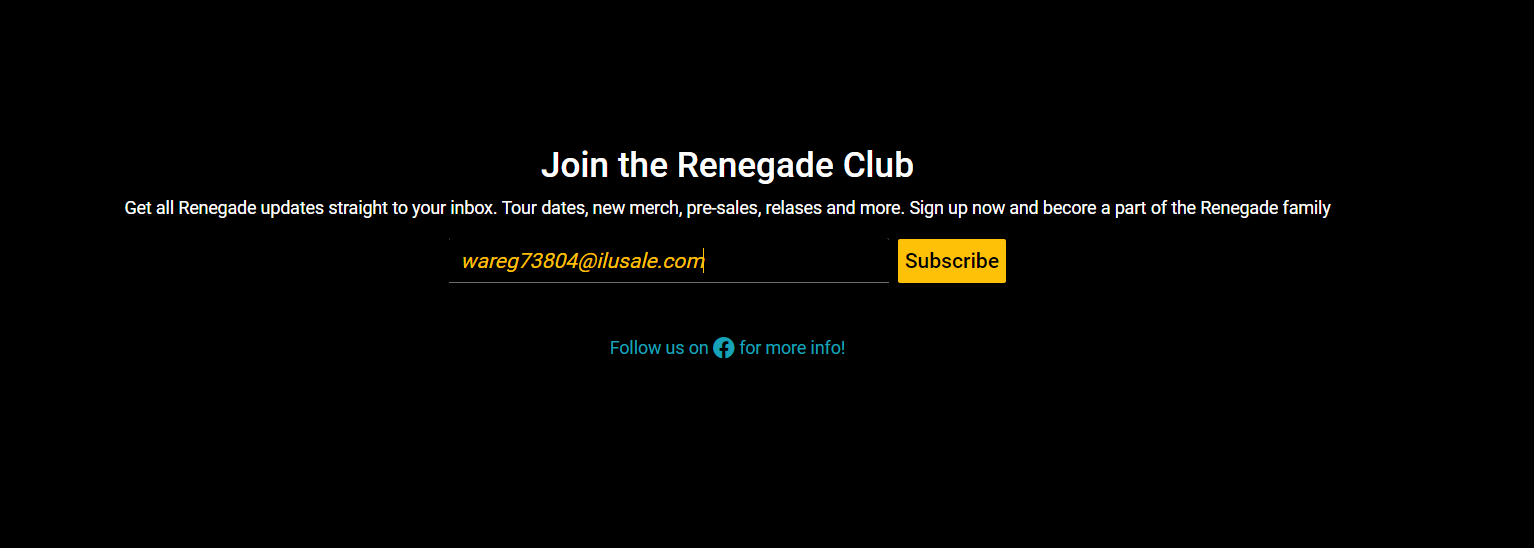 Join the Renegade Club
Get all Renegade updates straight to your inbox. Tour dates, new merch, pre-sales, relases and more. Sign up now and becore a part of the Renegade family
wareg73804@ilusale.com
Subscribe
Follow us on for more info!